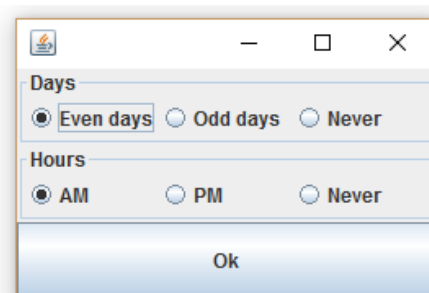 Days
Even days Odd days Never
Hours
AM PM Never
Ok